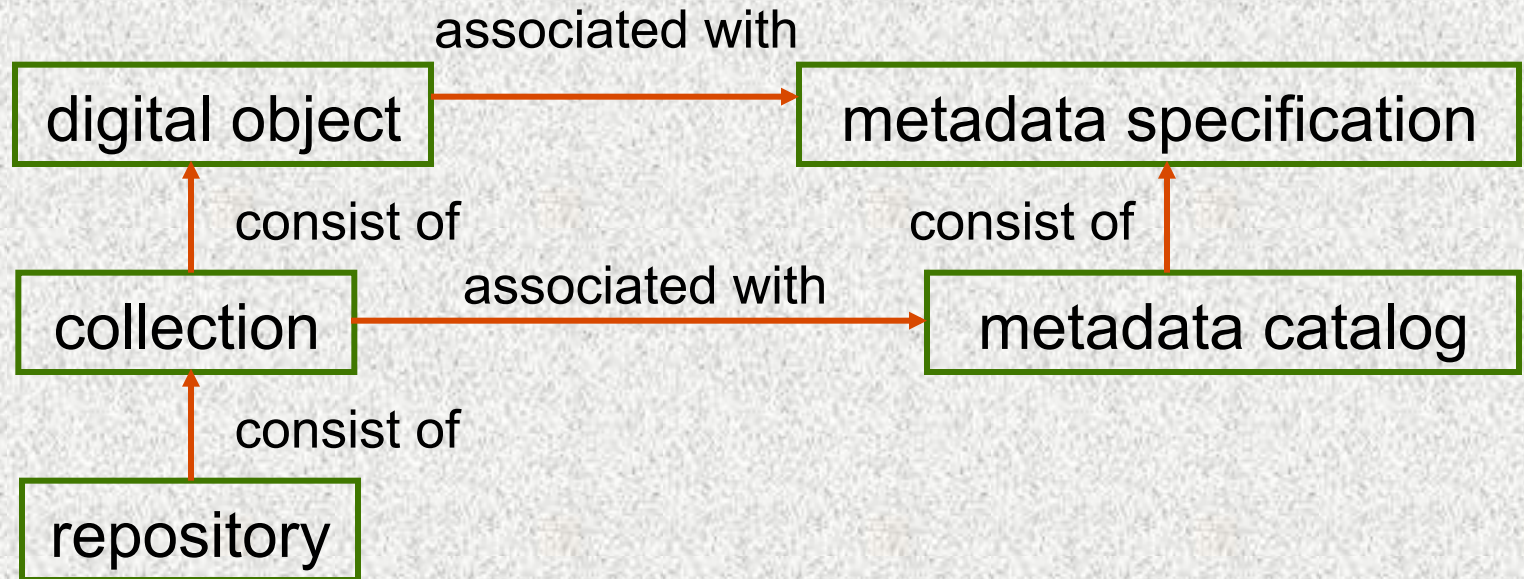 associated with
digital object
metadata specification
consist of
consist of
associated with
collection
metadata catalog
consist of
repository